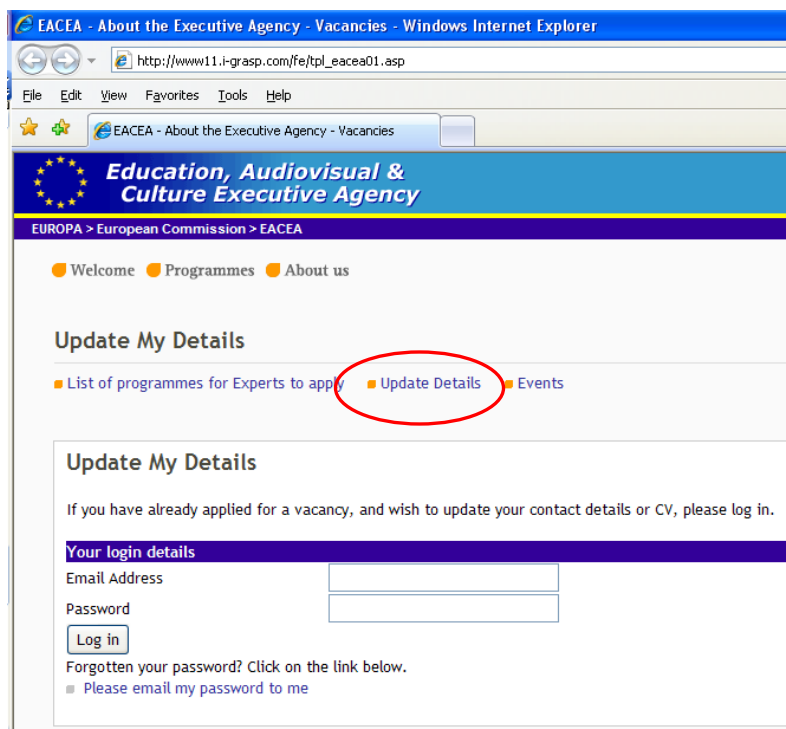 EACEA - About the Executive Agency - Vacancies - Windows Internet Explorer
http://www11.i-grasp.com/fe/tpl_eacea01.asp
File Edit View Favorites Tools Help
EACEA - About the Executive Agency - Vacancies
Education, Audiovisual &
Culture Executive Agency
EUROPA > European Commission > EACEA
Welcome Programmes About us
Update My Details
List of programmes for Experts to apply Update Details Events
Update My Details
If you have already applied for a vacancy, and wish to update your contact details or CV, please log in.
Your login details
Email Address
Password
Log in
Forgotten your password? Click on the link below.
Please email my password to me